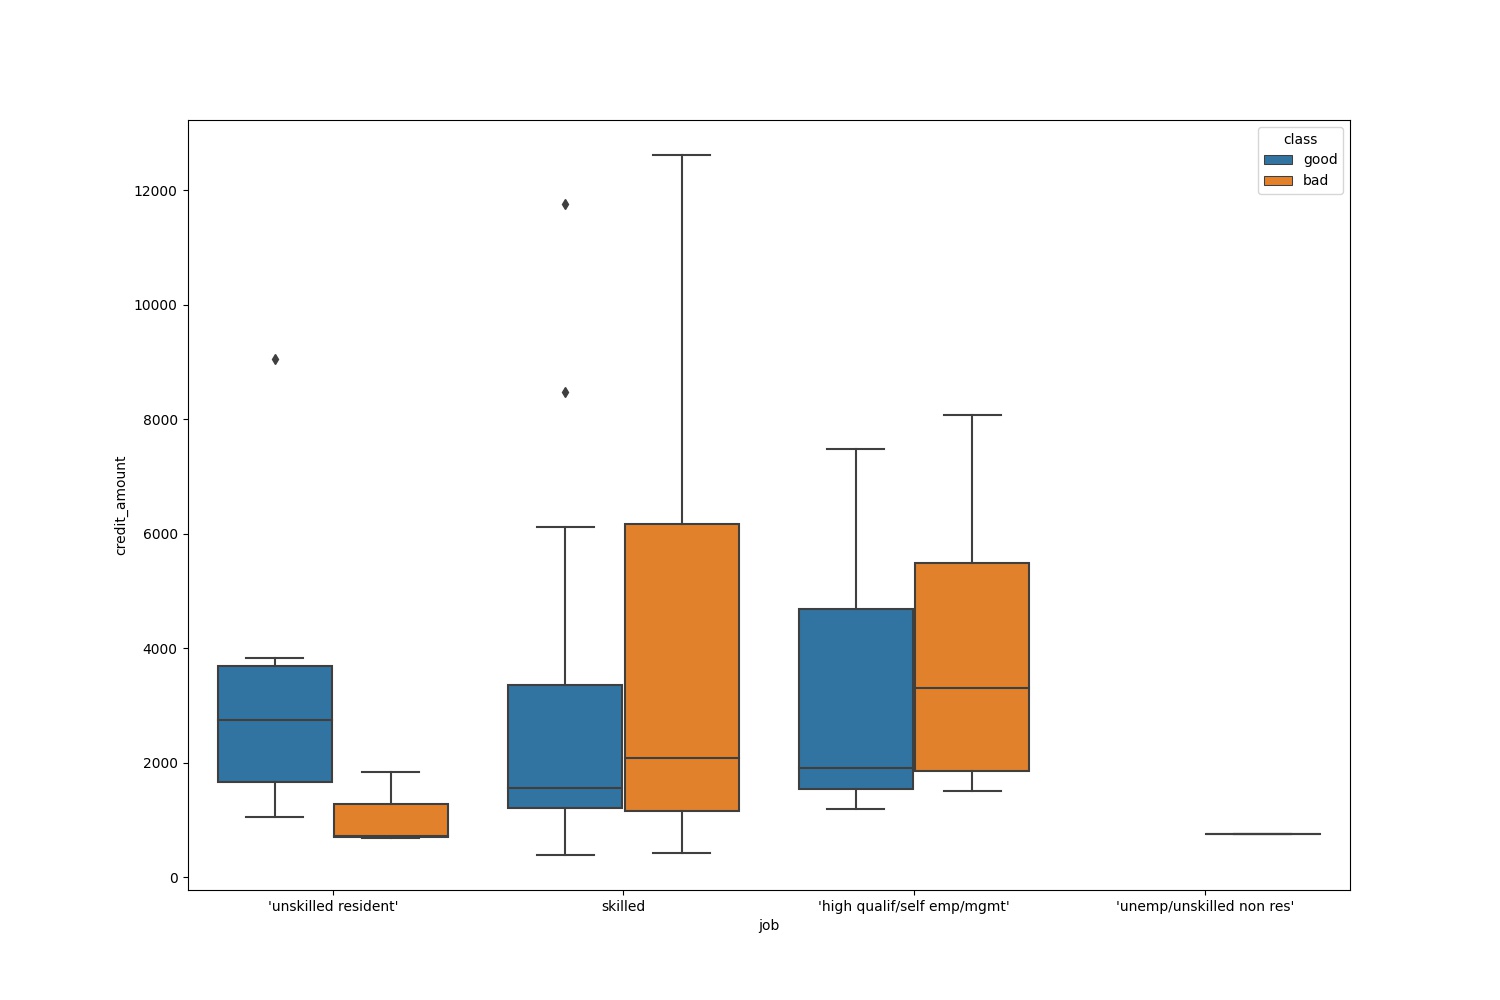 class
good
bad
12000
10000
8000
6000
4000
2000
0
credit_amount
'unskilled resident'
skilled
'high qualif/self emp/mgmt'
'unemp/unskilled non res'
job